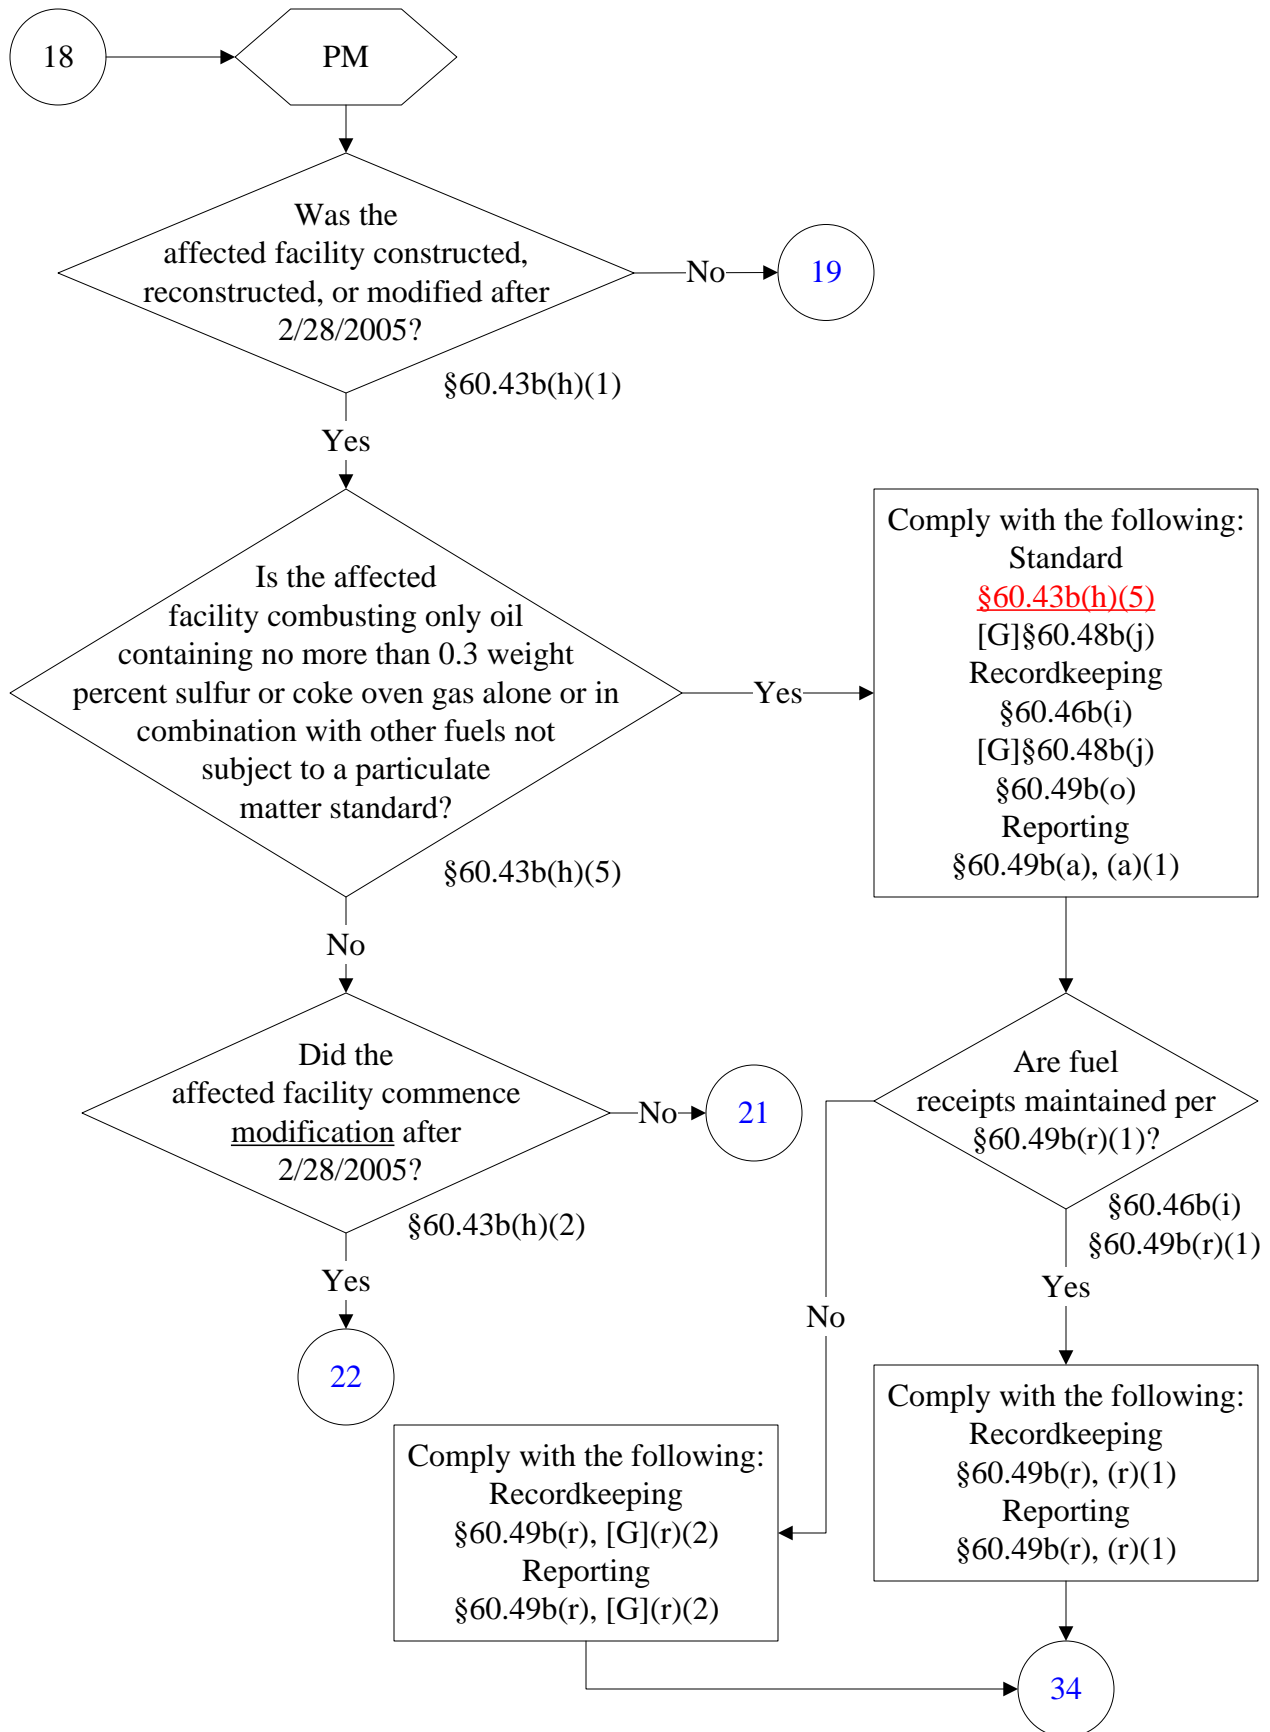 18
PM
Was the
affected facility constructed,
reconstructed, or modified after
2/28/2005?
No
19
§60.43b(h)(1)
Yes
Is the affected
facility combusting only oil
containing no more than 0.3 weight
percent sulfur or coke oven gas alone or in
combination with other fuels not
subject to a particulate
matter standard?
§60.43b(h)(5)
Yes
Comply with the following:
Standard
§60.43b(h)(5)
[G]§60.48b(j)
Recordkeeping
§60.46b(i)
[G]§60.48b(j)
§60.49b(o)
Reporting
§60.49b(a), (a)(1)
No
Did the
affected facility commence
modification after
2/28/2005?
No
21
§60.43b(h)(2)
Yes
22
Are fuel
receipts maintained per
§60.49b(r)(1)?
§60.46b(i)
§60.49b(r)(1)
Yes
No
Comply with the following:
Recordkeeping
§60.49b(r), (r)(1)
Reporting
§60.49b(r), (r)(1)
Comply with the following:
Recordkeeping
§60.49b(r), [G](r)(2)
Reporting
§60.49b(r), [G](r)(2)
34